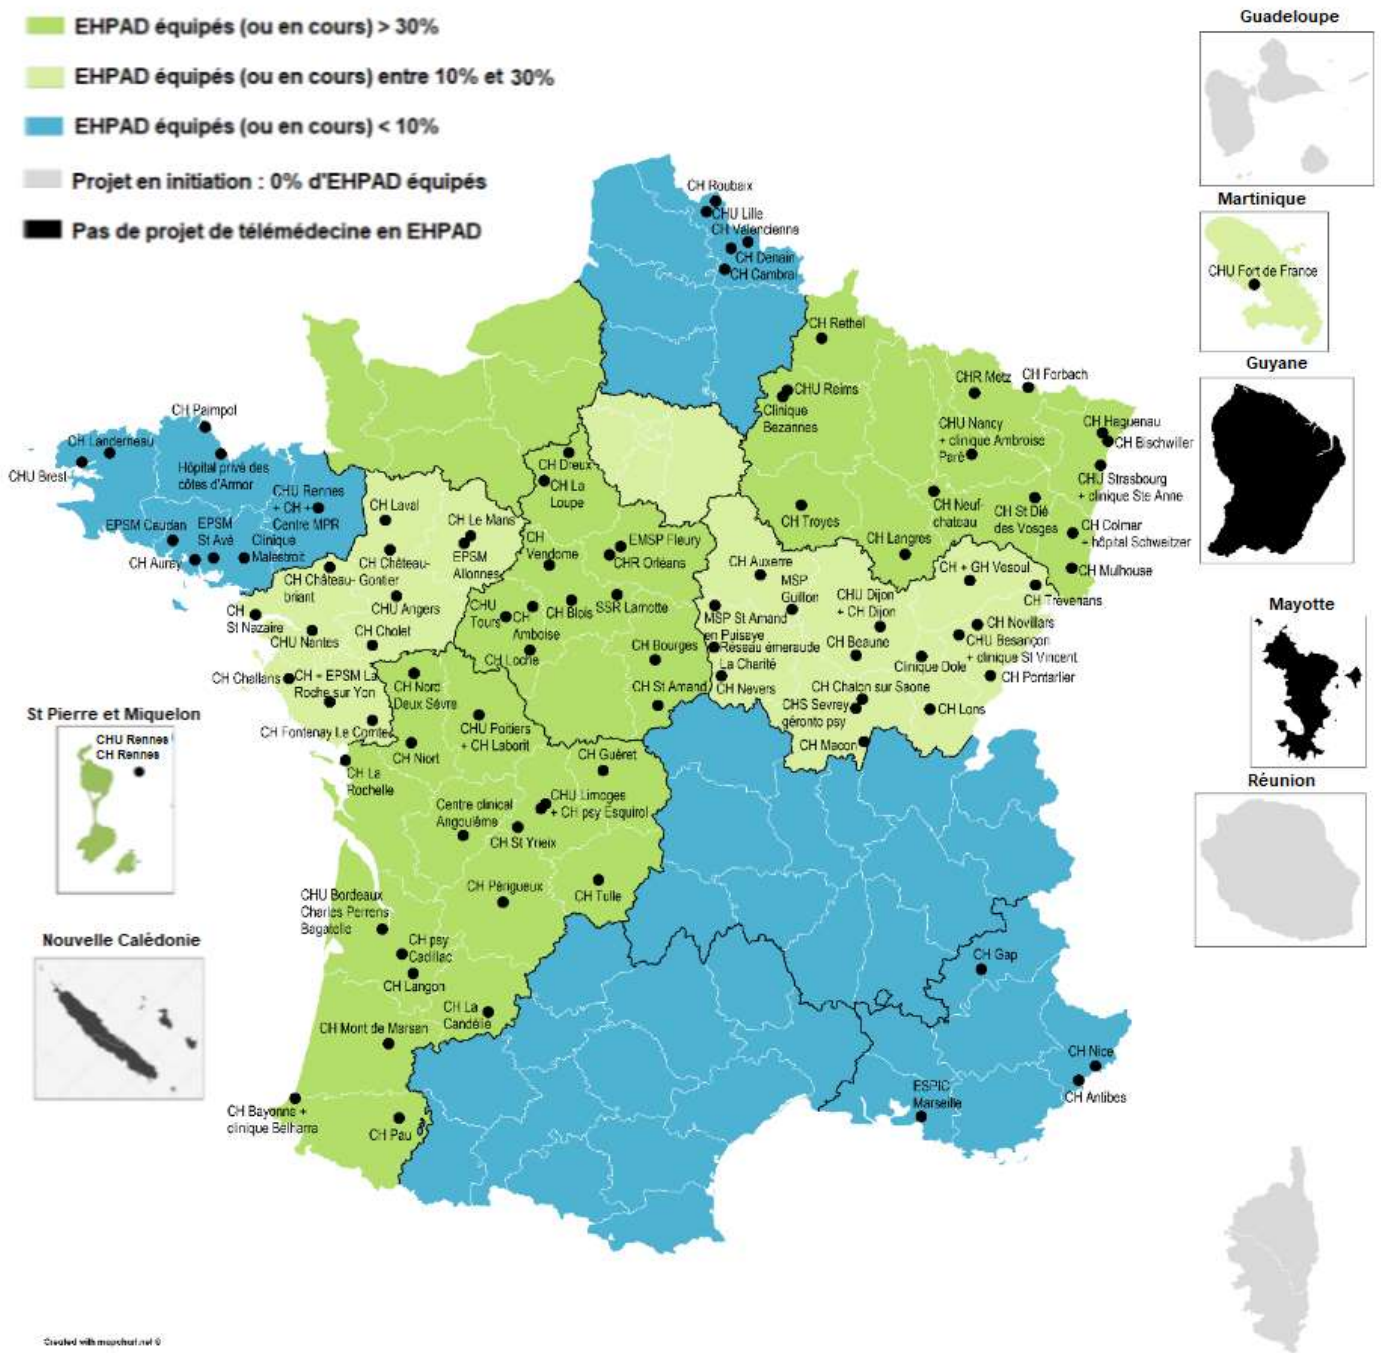 EHPAD équipés (ou en cours) > 30%
EHPAD équipés (ou en cours) entre 10% et 30%
EHPAD équipés (ou en cours) < 10%
Projet en initiation : 0% d'EHPAD équipés
Pas de projet de télémédecine en EHPAD
Guadeloupe
Martinique
CHU Fort de France
Guyane
Mayotte
Réunion
St Pierre et Miquelon
CHU Rennes
CH Rennes
Nouvelle Calédonie
CH Roubaix
CHU Lille
CH Valencienne
CH Denain
CH Cambrai
CH Rethel
CHU Reims
Clinique
Bezannes
CHR Metz
CH Forbach
CHU Nancy
+ clinique Ambroise
Paré
CH Haguenau
CH Bischwiller
CHU Strasbourg
+ clinique Ste Anne
CH Troyes
CH Neuf-
chateau
CH St Dié
des Vosges
CH Colmar
+ hôpital Schweitzer
CH Langres
CH Mulhouse
CH Paimpol
CH Landerneau
CHU Brest
Hôpital privé des
côtes d'Armor
CHU Rennes
+ CH +
Centre MPR
EPSM Caudan
EPSM
St Avé
Clinique
Malestroit
CH Auray
CH Laval
CH Le Mans
EPSM
Allonnes
CH Château-
Gontier
CH Château-
briant
CHU Angers
CH
St Nazaire
CHU Nantes
CH Cholet
CH Challans
CH + EPSM La
Roche sur Yon
CH Fontenay Le Comte
CH Dreux
CH La
Loupe
CH
Vendome
EMSP Fleury
CHR Orléans
CHU
Tours
CH
Amboise
CH Blois
SSR Lamotte
CH Loche
CH Bourges
CH St Amand
CH Auxerre
MSP
Guillon
CHU Dijon
+ CH Dijon
CH + GH Vesoul
CH Trévenans
MSP St Amand
en Puisaye
Réseau émeraude
La Charité
CH Nevers
CH Beaune
Clinique Dole
CH Novillars
CHU Besançon
+ clinique St Vincent
CH Pontarlier
CH Chalon sur Saone
CHS Sevrey
géronto psy
CH Lons
CH Macon
CH Nord
Deux Sèvre
CHU Poitiers
+ CH Laborit
CH Niort
CH La
Rochelle
CH Guéret
CHU Limoges
+ CH psy Esquirol
Centre clinical
Angoulême
CH St Yrieix
CH Périgueux
CH Tulle
CHU Bordeaux
Charles Perrens
Bagatelle
CH psy
Cadillac
CH Langon
CH La
Candélie
CH Mont de Marsan
CH Bayonne +
clinique Belharra
CH Pau
CH Gap
CH Nice
CH Antibes
ESPIC
Marseille
Created with mapchart.net ©